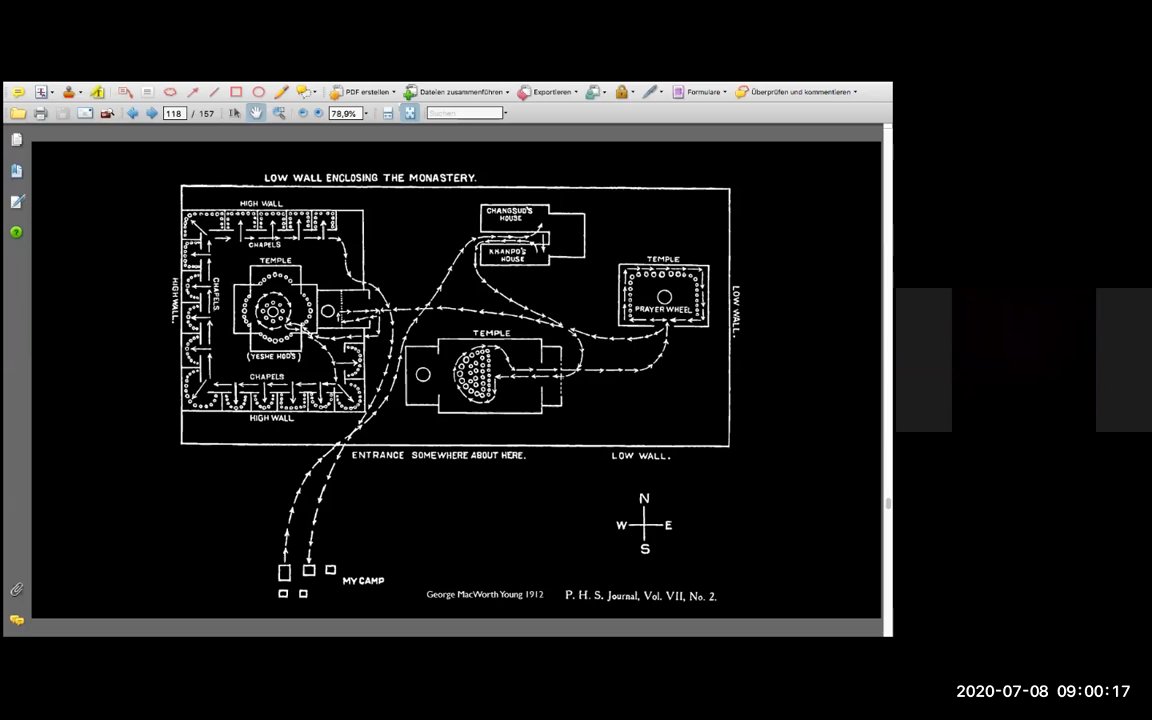 PDF erstellen
Dateien zusammenführen
Exportieren
Formulare
Überprüfen und kommentieren
118 / 157
78,9%
Suchen
LOW WALL ENCLOSING THE MONASTERY.
HIGH WALL
CHAPELS
CHANGSUD'S
HOUSE
KHANPO'S
HOUSE
TEMPLE
TEMPLE
HIGH WALL.
CHAPELS
PRAYER WHEEL
LOW WALL.
TEMPLE
(YESHE HOD'S)
CHAPELS
HIGH WALL
ENTRANCE SOMEWHERE ABOUT HERE.
LOW WALL.
N
W E
S
MY CAMP
George MacWorth Young 1912
P. H. S. Journal, Vol. VII, No. 2.
2020-07-08 09:00:17